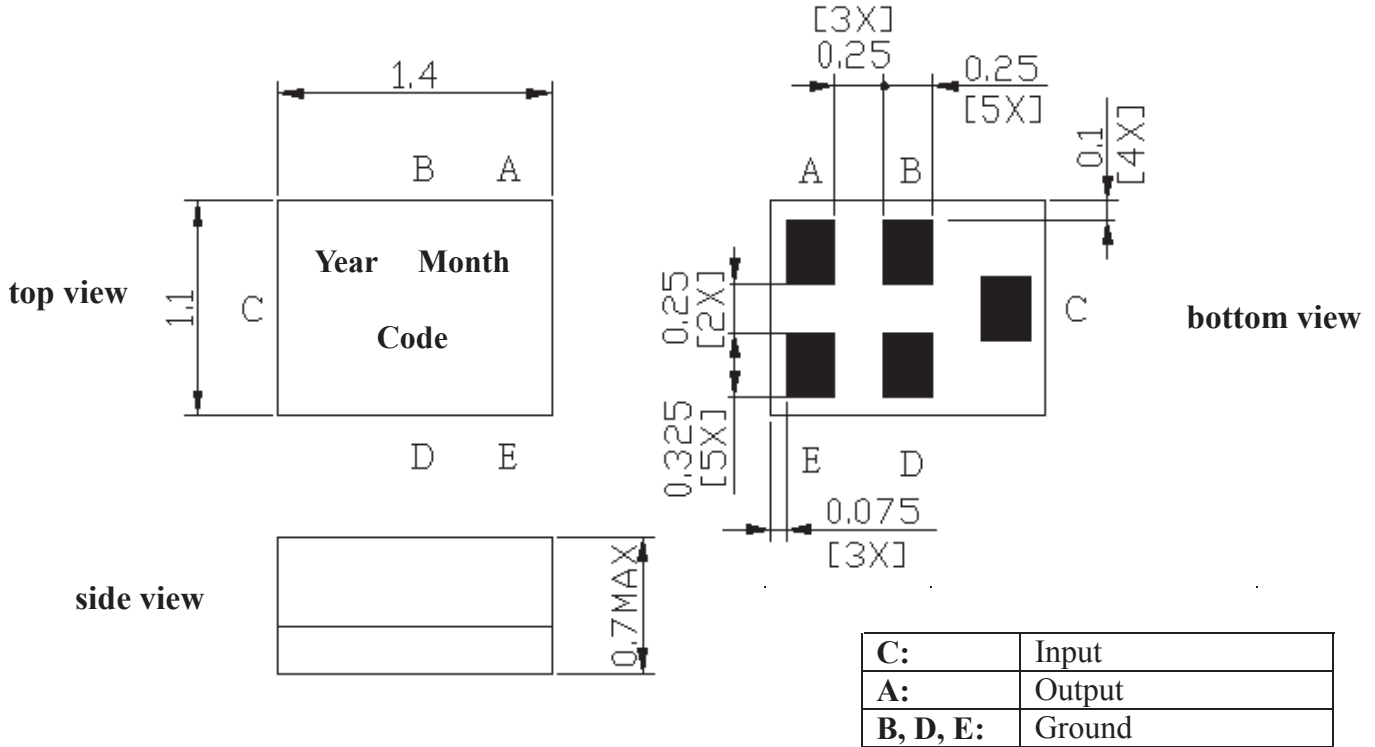 [3X]
0.25
0.25
[5X]
1.4
0.1
[4X]
B A
A B
Year Month
Code
top view
1.1
C
0.25
[2X]
C
bottom view
0.325
[5X]
D E
E D
0.075
[3X]
side view
0.7MAX
C: Input
A: Output
B, D, E: Ground